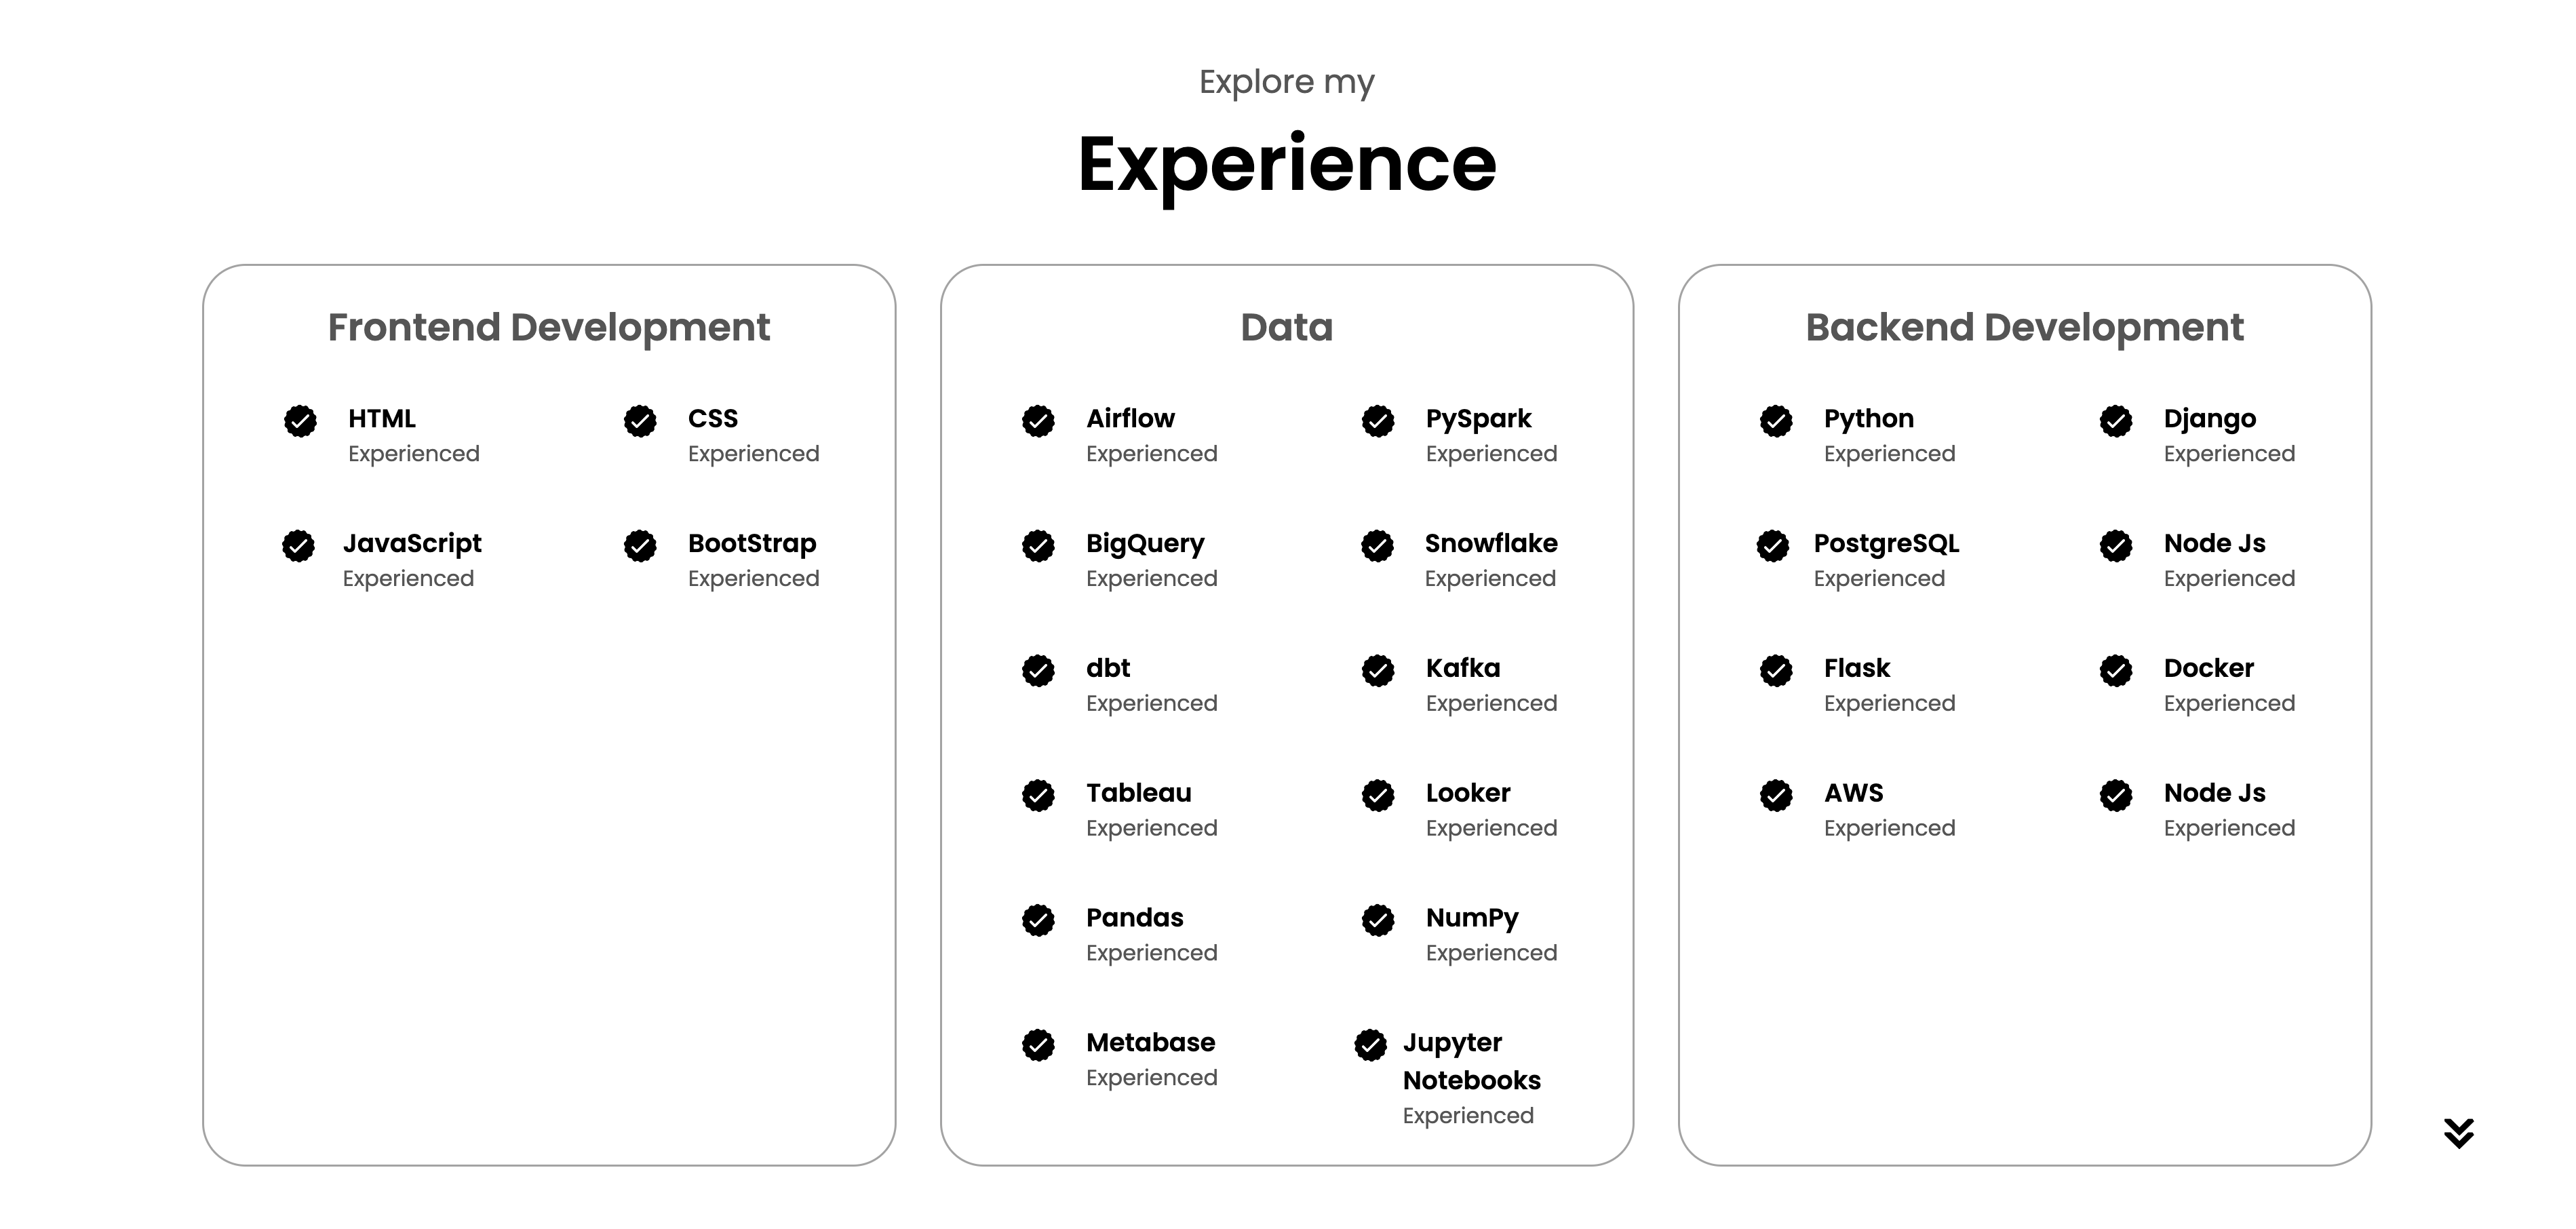 Explore my
Experience
Frontend Development
HTML
Experienced
CSS
Experienced
JavaScript
Experienced
BootStrap
Experienced
Data
Airflow
Experienced
PySpark
Experienced
BigQuery
Experienced
Snowflake
Experienced
dbt
Experienced
Kafka
Experienced
Tableau
Experienced
Looker
Experienced
Pandas
Experienced
NumPy
Experienced
Metabase
Experienced
Jupyter
Notebooks
Experienced
Backend Development
Python
Experienced
Django
Experienced
PostgreSQL
Experienced
Node Js
Experienced
Flask
Experienced
Docker
Experienced
AWS
Experienced
Node Js
Experienced